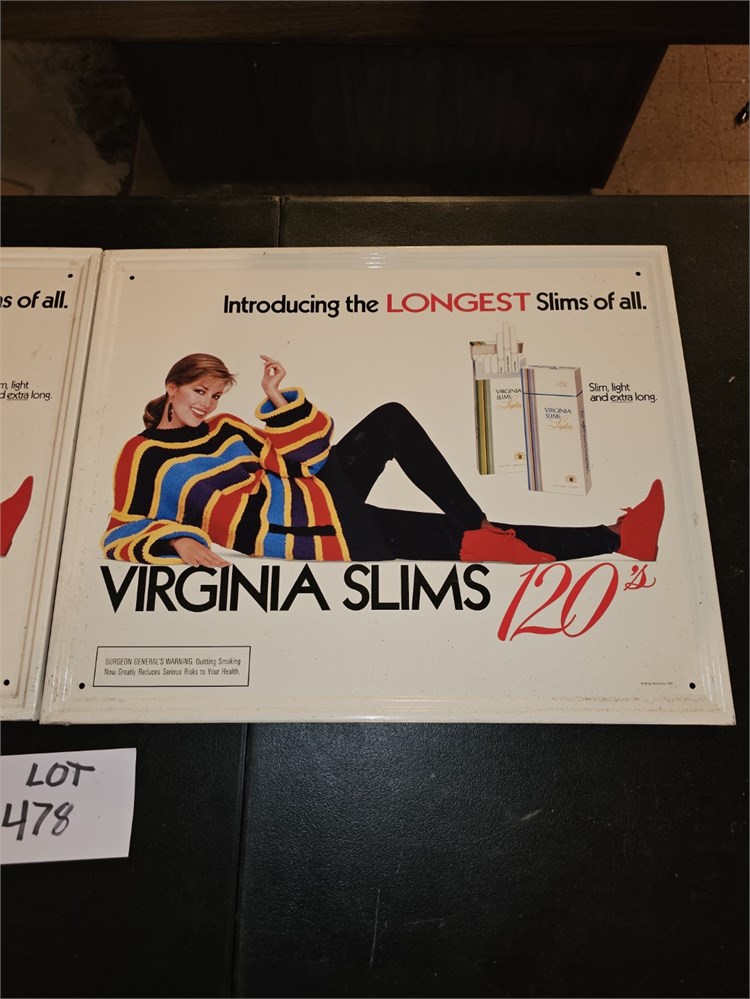 s of all.
m, light
d extra long.
Introducing the LONGEST Slims of all.
VIRGINIA
SLIMS
Lights
VIRGINIA
SLIMS
Lights
Slim, light
and extra long.
VIRGINIA SLIMS 120's
SURGEON GENERAL'S WARNING: Quitting Smoking
Now Greatly Reduces Serious Risks to Your Health.
LOT
478